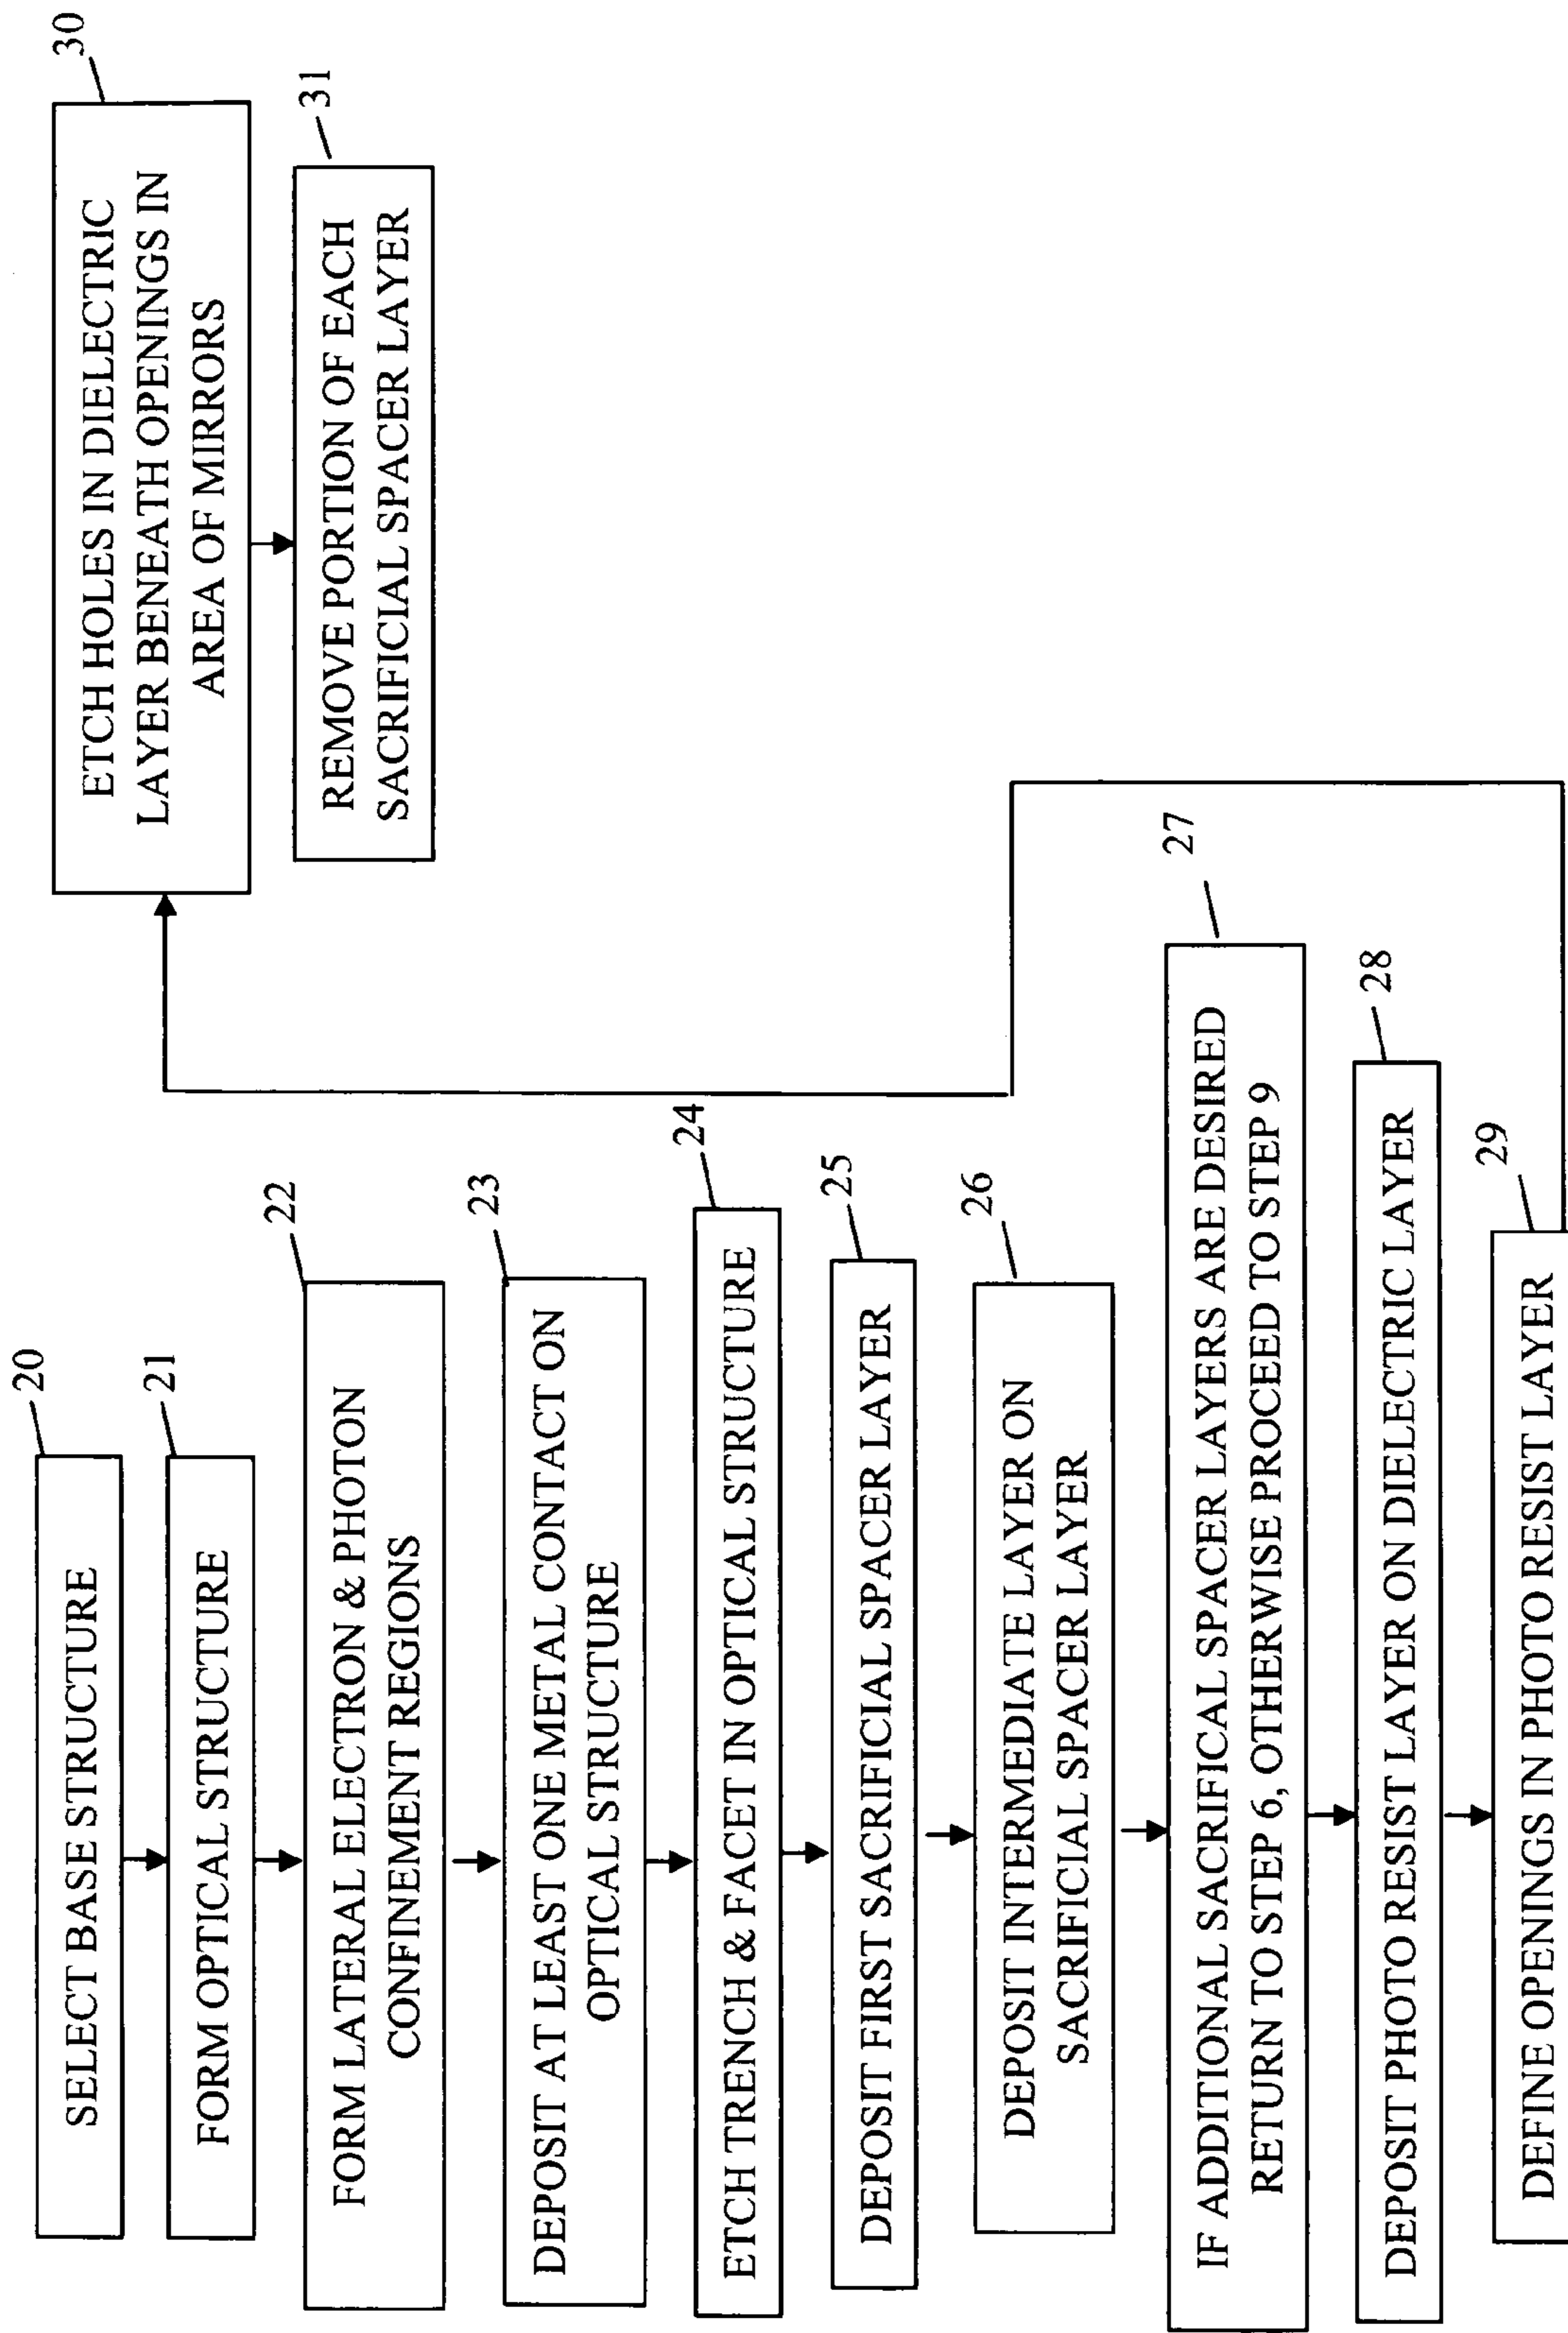 20
SELECT BASE STRUCTURE
21
FORM OPTICAL STRUCTURE
22
FORM LATERAL ELECTRON & PHOTON
CONFINEMENT REGIONS
23
DEPOSIT AT LEAST ONE METAL CONTACT ON
OPTICAL STRUCTURE
24
ETCH TRENCH & FACET IN OPTICAL STRUCTURE
25
DEPOSIT FIRST SACRIFICIAL SPACER LAYER
26
DEPOSIT INTERMEDIATE LAYER ON
SACRIFICIAL SPACER LAYER
27
IF ADDITIONAL SACRIFICAL SPACER LAYERS ARE DESIRED
RETURN TO STEP 6, OTHERWISE PROCEED TO STEP 9
28
DEPOSIT PHOTO RESIST LAYER ON DIELECTRIC LAYER
29
DEFINE OPENINGS IN PHOTO RESIST LAYER
30
ETCH HOLES IN DIELECTRIC
LAYER BENEATH OPENINGS IN
AREA OF MIRRORS
31
REMOVE PORTION OF EACH
SACRIFICIAL SPACER LAYER